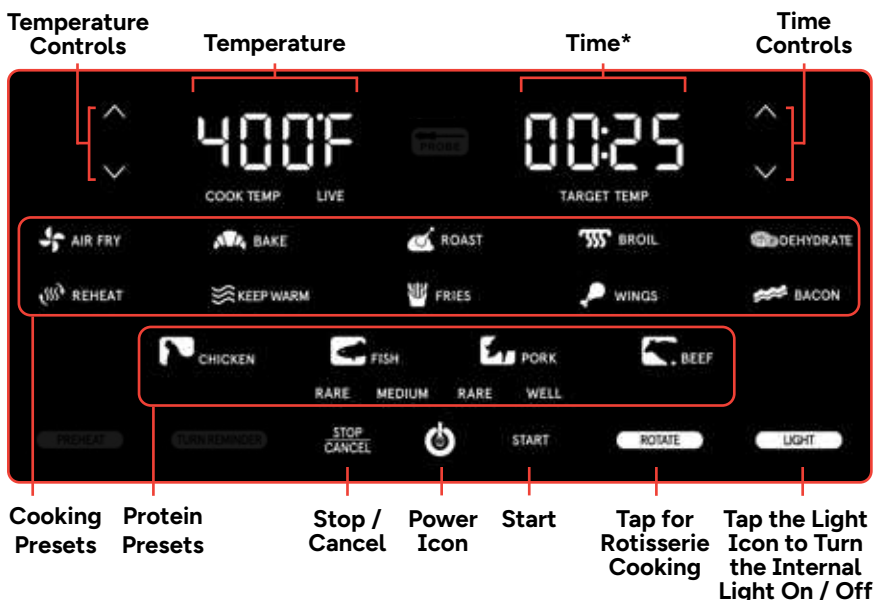 Temperature
Controls
Temperature
Time*
Time
Controls
400°F
PROBE
00:25
COOK TEMP LIVE
TARGET TEMP
AIR FRY BAKE ROAST BROIL DEHYDRATE
REHEAT KEEP WARM FRIES WINGS BACON
CHICKEN FISH PORK BEEF
RARE MEDIUM RARE WELL
PREHEAT TURN REMINDER STOP
CANCEL START ROTATE LIGHT
Cooking
Presets
Protein
Presets
Stop /
Cancel
Power
Icon
Start
Tap for
Rotisserie
Cooking
Tap the Light
Icon to Turn
the Internal
Light On / Off